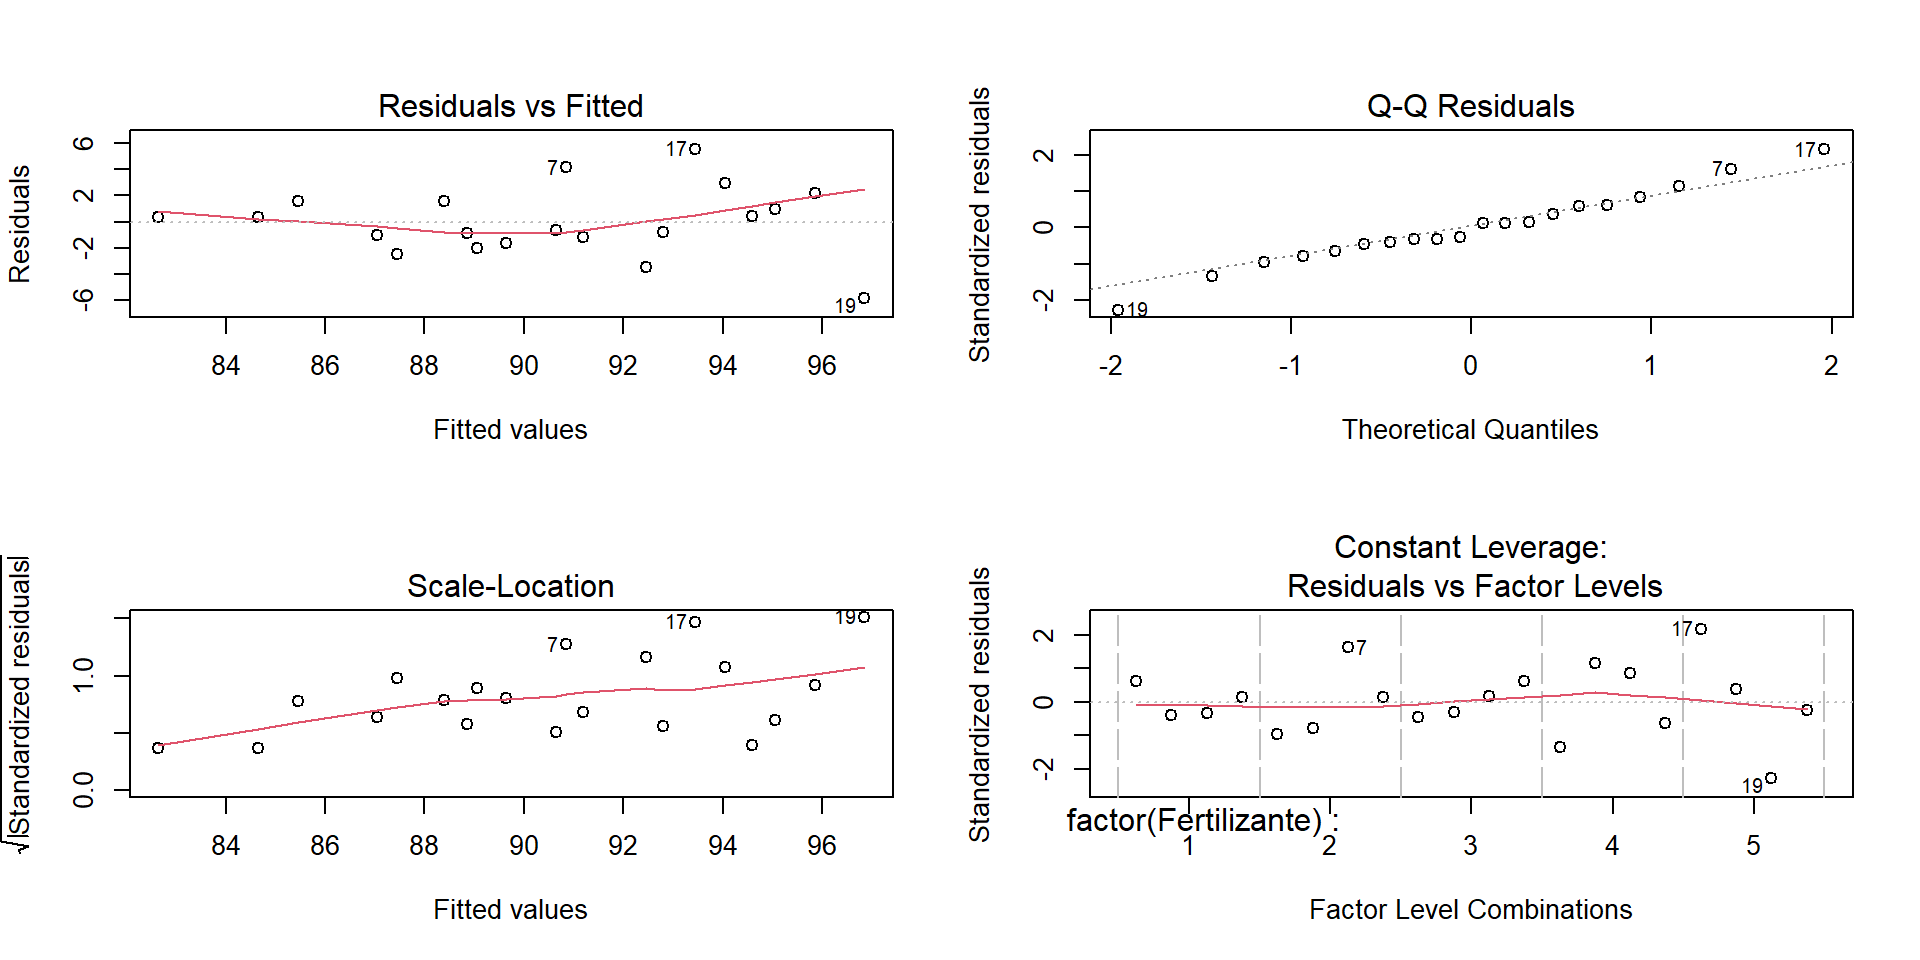 Residuals vs Fitted
Residuals
6
2
-2
-6
7
17
19
84 86 88 90 92 94 96
Fitted values
Q-Q Residuals
Standardized residuals
2
0
-2
17
7
19
-2 -1 0 1 2
Theoretical Quantiles
Scale-Location
√|Standardized residuals|
1.0
0.0
7
17
19
84 86 88 90 92 94 96
Fitted values
Constant Leverage:
Residuals vs Factor Levels
Standardized residuals
2
0
-2
7
17
19
factor(Fertilizante) :
1 2 3 4 5
Factor Level Combinations